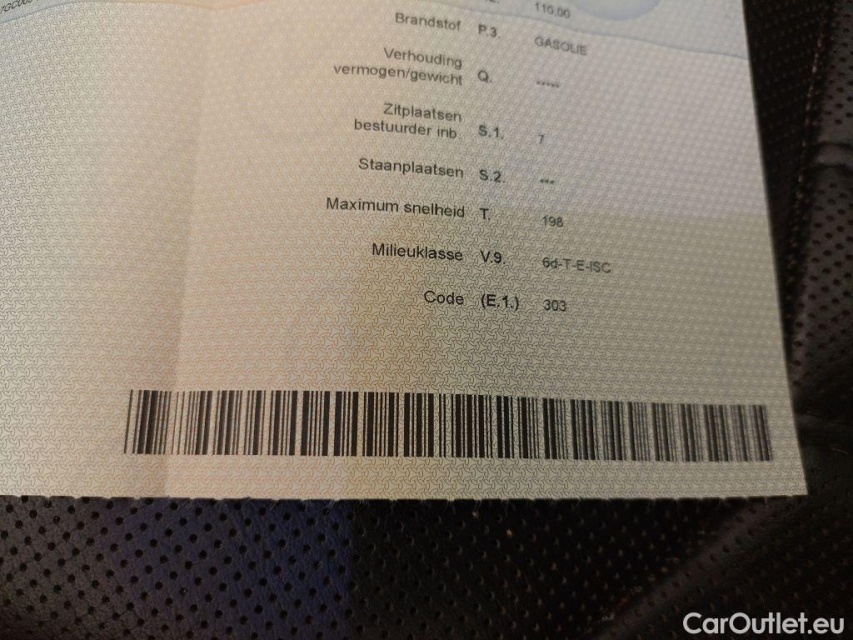 110.00
Brandstof P.3. GASOLIE
Verhouding
vermogen/gewicht Q. -----
Zitplaatsen
bestuurder inb. S.1. 7
Staanplaatsen S.2. ---
Maximum snelheid T. 198
Milieuklasse V.9. 6d-T-E-ISC
Code (E.1.) 303
CarOutlet.eu